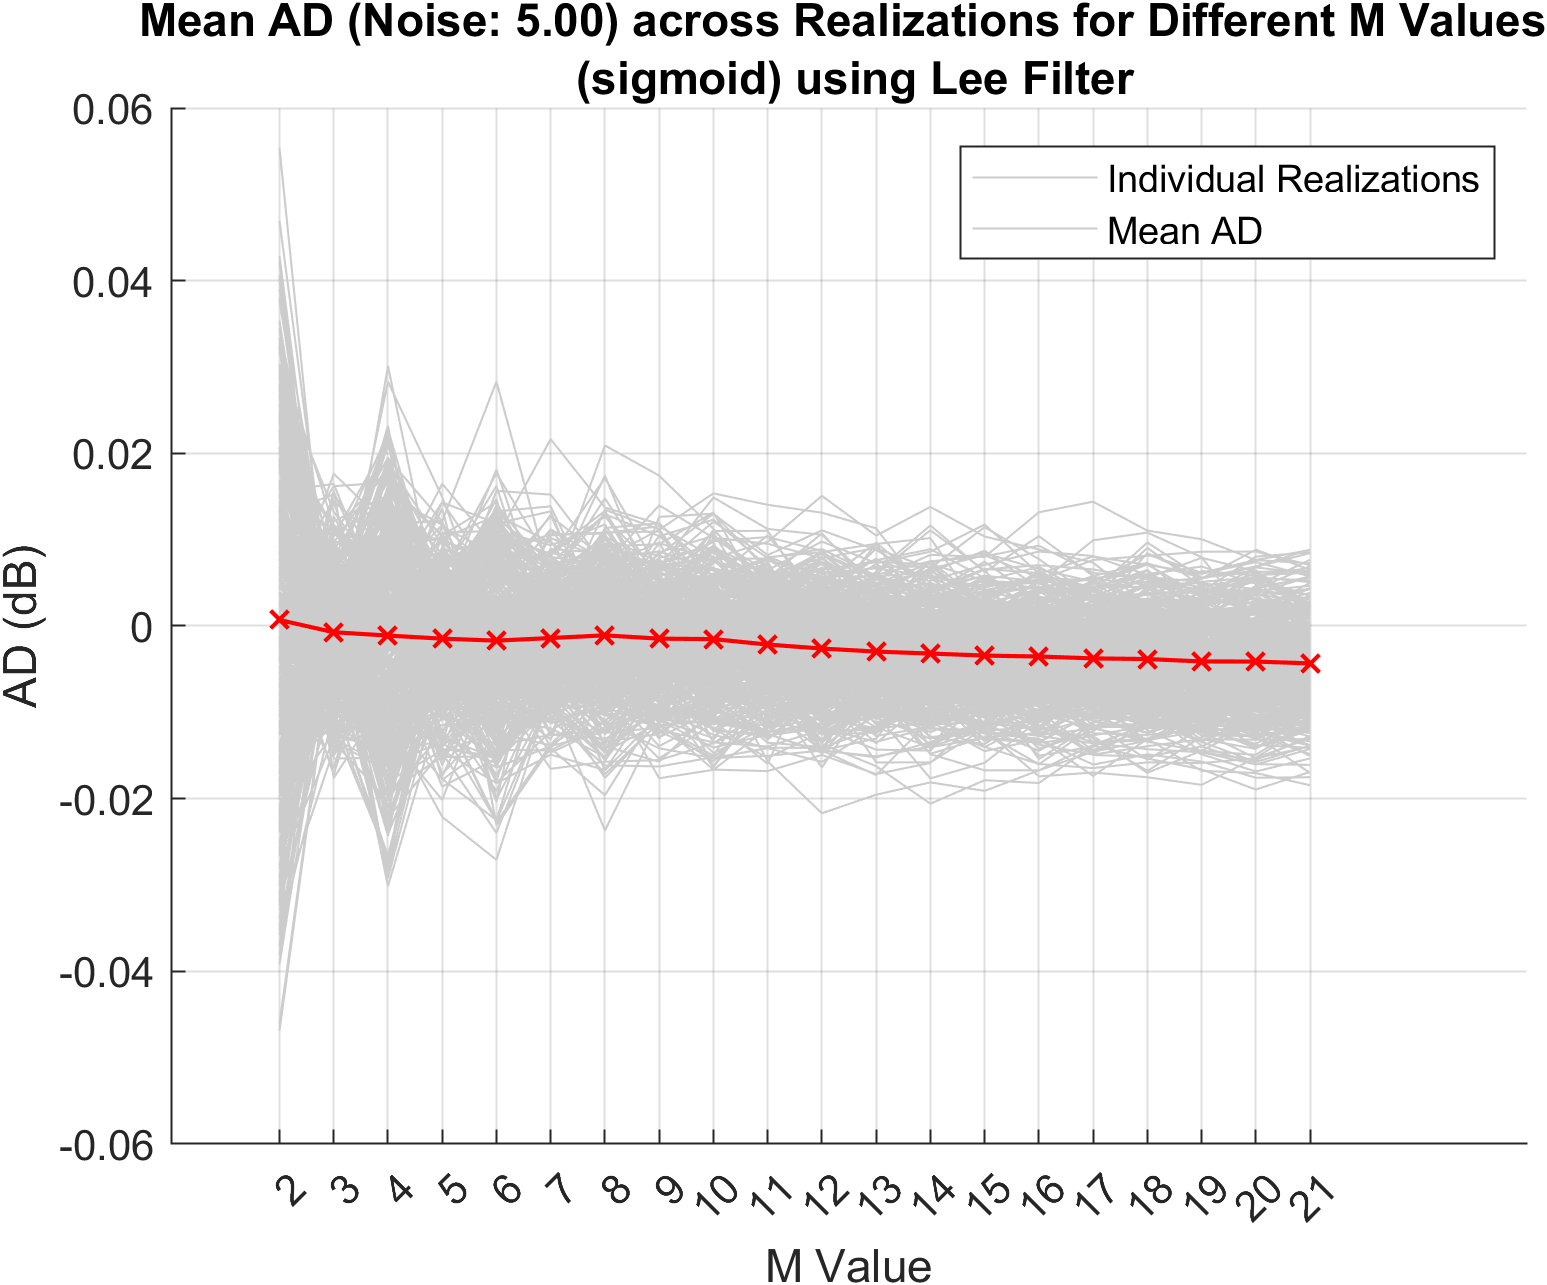 Mean AD (Noise: 5.00) across Realizations for Different M Values
(sigmoid) using Lee Filter
0.06
0.04
0.02
0
-0.02
-0.04
-0.06
AD (dB)
Individual Realizations
Mean AD
2 3 4 5 6 7 8 9 10 11 12 13 14 15 16 17 18 19 20 21
M Value